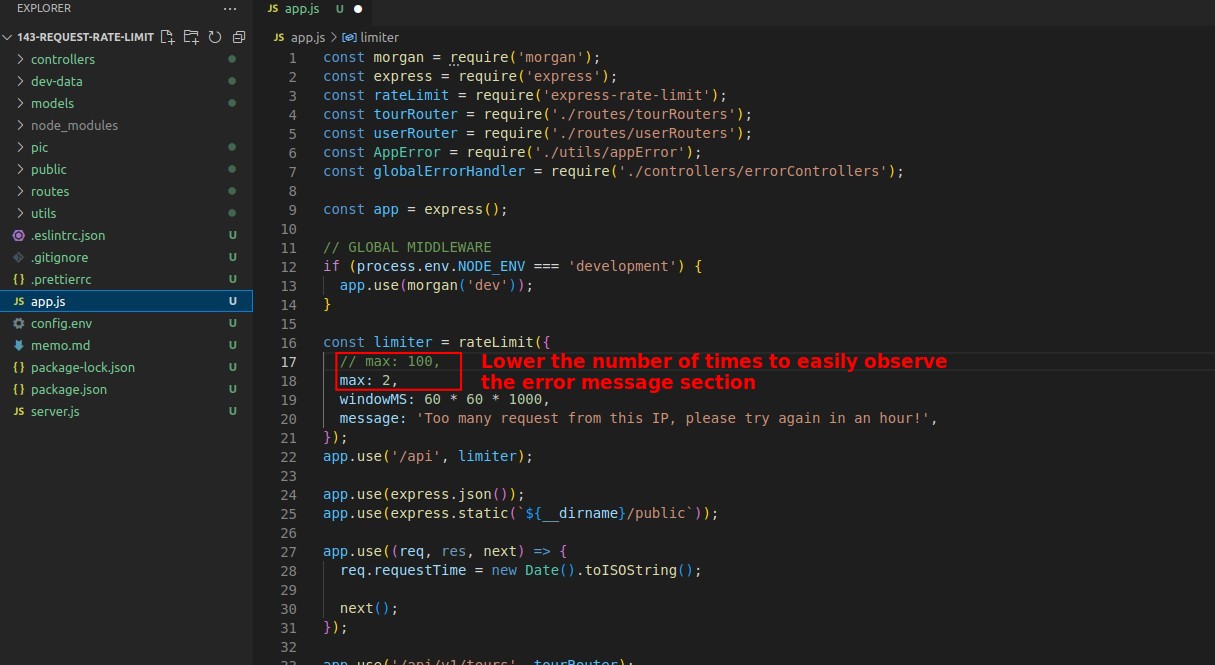 EXPLORER ···
JS app.js U ●
143-REQUEST-RATE-LIMIT
JS app.js > limiter
controllers
dev-data
models
node_modules
pic
public
routes
utils
.eslintrc.json U
.gitignore U
{} .prettierrc U
JS app.js U
config.env U
memo.md U
{} package-lock.json U
{} package.json U
JS server.js U
1 const morgan = require('morgan');
2 const express = require('express');
3 const rateLimit = require('express-rate-limit');
4 const tourRouter = require('./routes/tourRouters');
5 const userRouter = require('./routes/userRouters');
6 const AppError = require('./utils/appError');
7 const globalErrorHandler = require('./controllers/errorControllers');
8
9 const app = express();
10
11 // GLOBAL MIDDLEWARE
12 if (process.env.NODE_ENV === 'development') {
13 app.use(morgan('dev'));
14 }
15
16 const limiter = rateLimit({
17 // max: 100,
18 max: 2,
Lower the number of times to easily observe
the error message section
19 windowMS: 60 * 60 * 1000,
20 message: 'Too many request from this IP, please try again in an hour!',
21 });
22 app.use('/api', limiter);
23
24 app.use(express.json());
25 app.use(express.static(`${__dirname}/public`));
26
27 app.use((req, res, next) => {
28 req.requestTime = new Date().toISOString();
29
30 next();
31 });
32
33 app.use('/api/v1/tours', tourRouter);